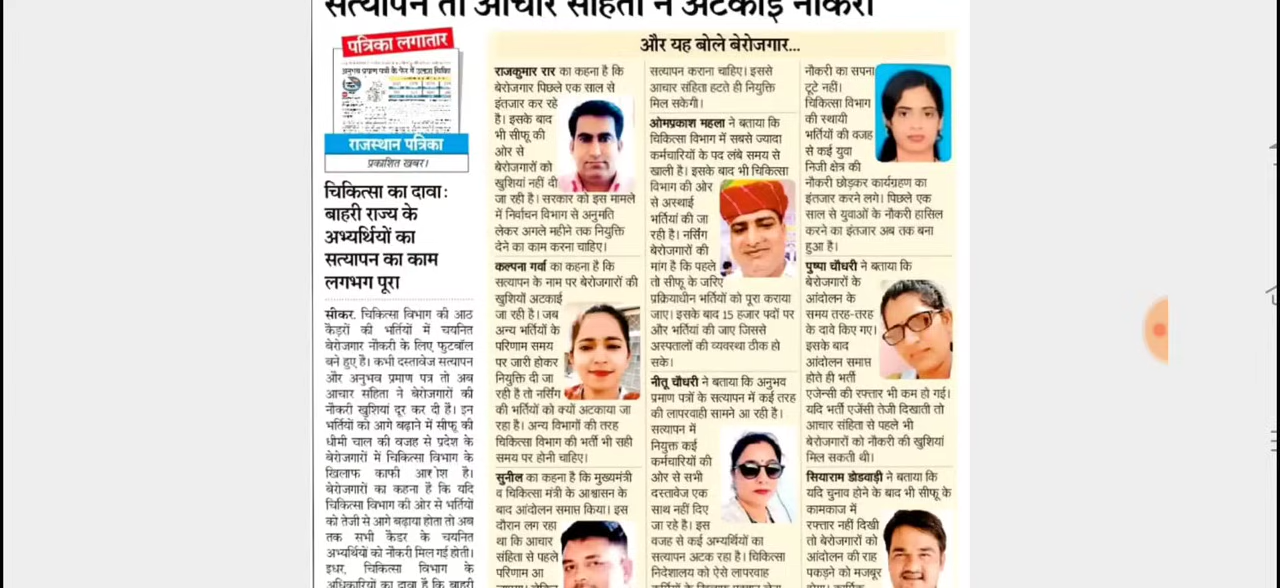 सत्यापन तो आचार संहिता ने अटकाई नौकरी
पत्रिका लगातार
राजस्थान पत्रिका
प्रकाशित खबर।
चिकित्सा का दावा:
बाहरी राज्य के
अभ्यर्थियों का
सत्यापन का काम
लगभग पूरा
सीकर. चिकित्सा विभाग की आठ
कैडरों की भर्तियों में चयनित
बेरोजगार नौकरी के लिए फुटबॉल
बने हुए है। कभी दस्तावेज सत्यापन
और अनुभव प्रमाण पत्र तो अब
आचार संहिता ने बेरोजगारों की
नौकरी खुशियां दूर कर दी है। इन
भर्तियों को आगे बढ़ाने में सीफू की
धीमी चाल की वजह से प्रदेश के
बेरोजगारों में चिकित्सा विभाग के
खिलाफ काफी आक्रोश है।
बेरोजगारों का कहना है कि यदि
चिकित्सा विभाग की ओर से भर्तियों
को तेजी से आगे बढ़ाया होता तो अब
तक सभी कैडर के चयनित
अभ्यर्थियों को नौकरी मिल गई होती।
इधर, चिकित्सा विभाग के
अधिकारियों का दावा है कि बाहरी
और यह बोले बेरोजगार...
राजकुमार रार का कहना है कि
बेरोजगार पिछले एक साल से
इंतजार कर रहे
है। इसके बाद
भी सीफू की
ओर से
बेरोजगारों को
खुशियां नहीं दी
जा रही है। सरकार को इस मामले
में निर्वाचन विभाग से अनुमति
लेकर अगले महीने तक नियुक्ति
देने का काम करना चाहिए।
कल्पना गर्वा का कहना है कि
सत्यापन के नाम पर बेरोजगारों की
खुशियाँ अटकाई
जा रही है। जब
अन्य भर्तियों के
परिणाम समय
पर जारी होकर
नियुक्ति दी जा
रही है तो नर्सिंग
की भर्तियों को क्यों अटकाया जा
रहा है। अन्य विभागों की तरह
चिकित्सा विभाग की भर्ती भी सही
समय पर होनी चाहिए।
सुनील का कहना है कि मुख्यमंत्री
व चिकित्सा मंत्री के आश्वासन के
बाद आंदोलन समाप्त किया। इस
दौरान लग रहा
था कि आचार
संहिता से पहले
परिणाम आ
सत्यापन कराना चाहिए। इससे
आचार संहिता हटते ही नियुक्ति
मिल सकेगी।
ओमप्रकाश महला ने बताया कि
चिकित्सा विभाग में सबसे ज्यादा
कर्मचारियों के पद लंबे समय से
खाली है। इसके बाद भी चिकित्सा
विभाग की ओर
से अस्थाई
भर्तियां की जा
रही है। नर्सिंग
बेरोजगारों की
मांग है कि पहले
तो सीफू के जरिए
प्रक्रियाधीन भर्तियों को पूरा कराया
जाए। इसके बाद 15 हजार पदों पर
और भर्तियां की जाए जिससे
अस्पतालों की व्यवस्था ठीक हो
सके।
नीतू चौधरी ने बताया कि अनुभव
प्रमाण पत्रों के सत्यापन में कई तरह
की लापरवाही सामने आ रही है।
सत्यापन में
नियुक्त कई
कर्मचारियों की
ओर से सभी
दस्तावेज एक
साथ नहीं दिए
जा रहे है। इस
वजह से कई अभ्यर्थियों का
सत्यापन अटक रहा है। चिकित्सा
निदेशालय को ऐसे लापरवाह
नौकरी का सपना
टूटे नहीं।
चिकित्सा विभाग
की स्थायी
भर्तियों की वजह
से कई युवा
निजी क्षेत्र की
नौकरी छोड़कर कार्यग्रहण का
इंतजार करने लगे। पिछले एक
साल से युवाओं के नौकरी हासिल
करने का इंतजार अब तक बना
हुआ है।
पुष्पा चौधरी ने बताया कि
बेरोजगारों के
आंदोलन के
समय तरह-तरह
के दावे किए गए।
इसके बाद
आंदोलन समाप्त
होते ही भर्ती
एजेन्सी की रफ्तार भी कम हो गई।
यदि भर्ती एजेंसी तेजी दिखाती तो
आचार संहिता से पहले भी
बेरोजगारों को नौकरी की खुशियां
मिल सकती थी।
सियाराम डोडवाड़ी ने बताया कि
यदि चुनाव होने के बाद भी सीफू के
कामकाज में
रफ्तार नहीं दिखी
तो बेरोजगारों को
आंदोलन की राह
पकड़ने को मजबूर